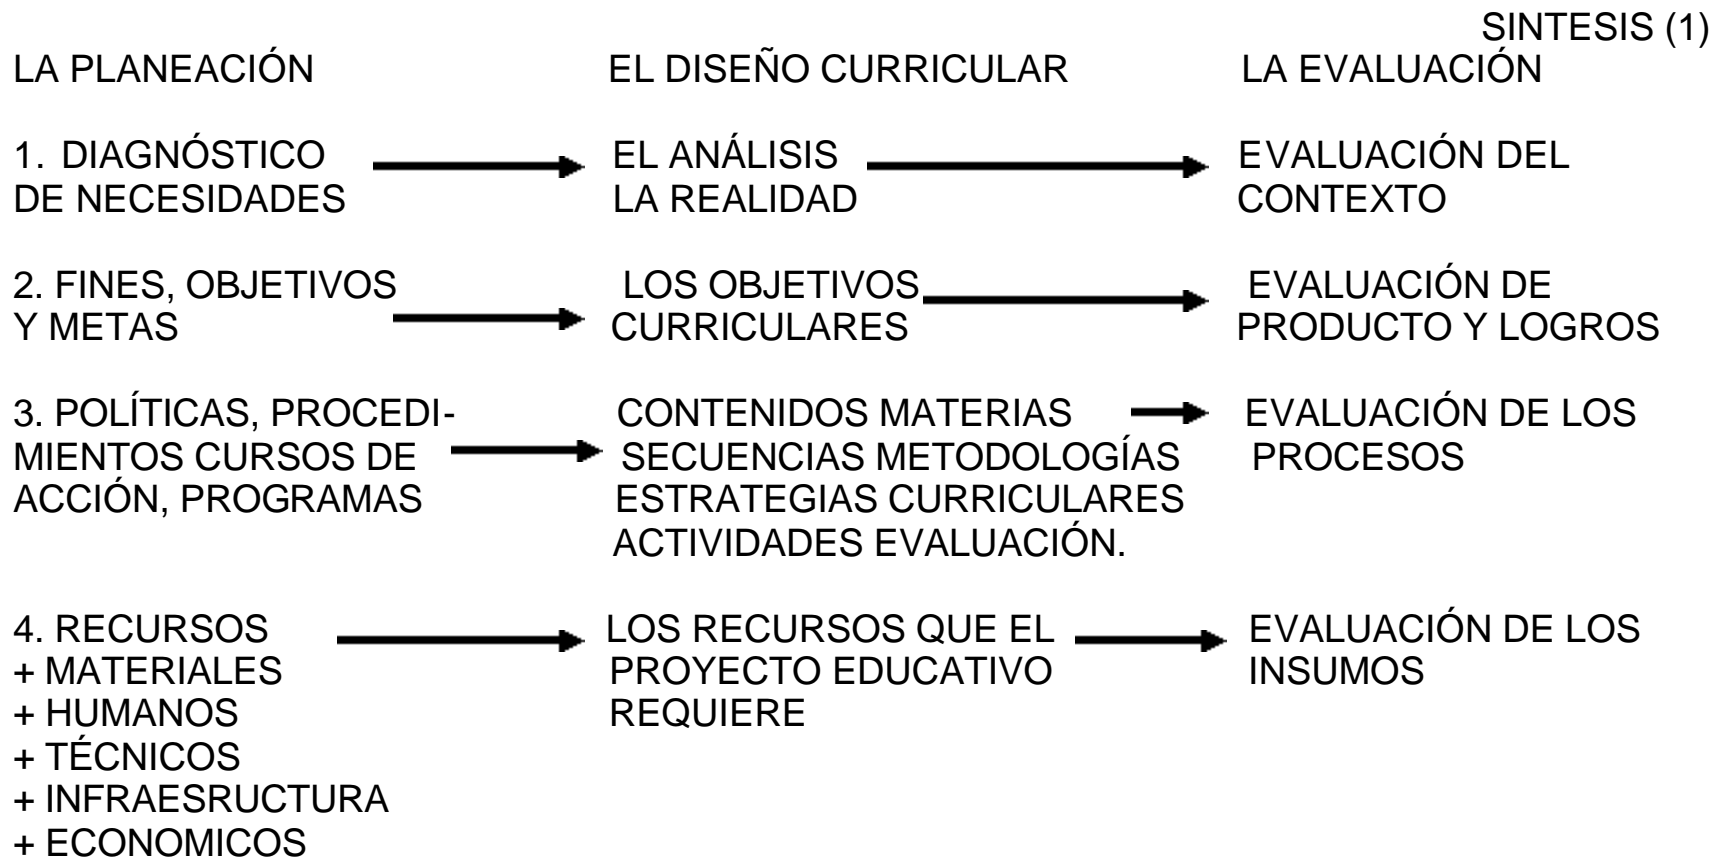 SINTESIS (1)
LA PLANEACIÓN EL DISEÑO CURRICULAR LA EVALUACIÓN
1. DIAGNÓSTICO EL ANÁLISIS EVALUACIÓN DEL
DE NECESIDADES LA REALIDAD CONTEXTO
2. FINES, OBJETIVOS LOS OBJETIVOS EVALUACIÓN DE
Y METAS CURRICULARES PRODUCTO Y LOGROS
3. POLÍTICAS, PROCEDI- CONTENIDOS MATERIAS EVALUACIÓN DE LOS
MIENTOS CURSOS DE SECUENCIAS METODOLOGÍAS PROCESOS
ACCIÓN, PROGRAMAS ESTRATEGIAS CURRICULARES
ACTIVIDADES EVALUACIÓN.
4. RECURSOS LOS RECURSOS QUE EL EVALUACIÓN DE LOS
+ MATERIALES PROYECTO EDUCATIVO INSUMOS
+ HUMANOS REQUIERE
+ TÉCNICOS
+ INFRAESRUCTURA
+ ECONOMICOS